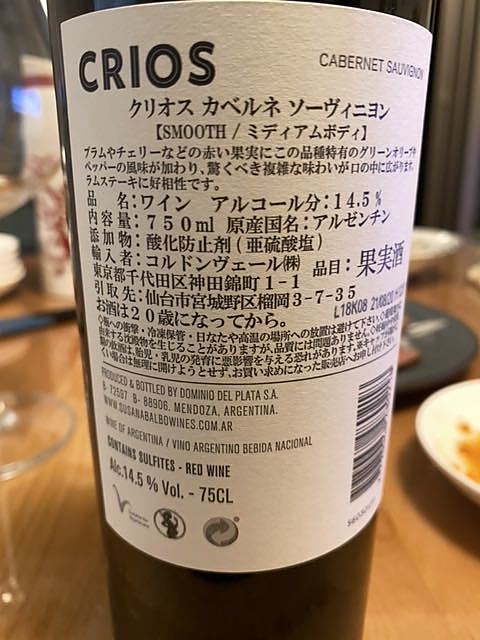 CRIOS
CABERNET SAUVIGNON
クリオス カベルネ ソーヴィニヨン
【SMOOTH / ミディアムボディ】
プラムやチェリーなどの赤い果実にこの品種特有のグリーンオリーブや
ペッパーの風味が加わり、驚くべき複雑な味わいが口の中に広がります。
ラムステーキに好相性です。
品 名:ワイン アルコール分:14.5%
内容量:750ml 原産国名:アルゼンチン
添加物:酸化防止剤(亜硫酸塩)
輸入者:コルドンヴェール㈱ 品目:果実酒
東京都千代田区神田錦町1-1
引取先:仙台市宮城野区榴岡3-7-35
L18K08 21/08/20
お酒は20歳になってから。
PRODUCED & BOTTLED BY DOMINIO DEL PLATA S.A.
B-72597 B-88906. MENDOZA, ARGENTINA.
WWW.SUSANABALBOWINES.COM.AR
WINE OF ARGENTINA / VINO ARGENTINO BEBIDA NACIONAL
CONTAINS SULFITES - RED WINE
Alc.14.5 % Vol. - 75CL